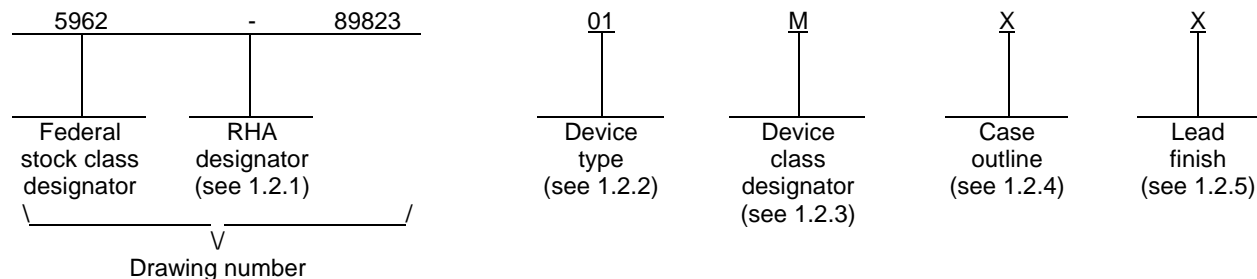 5962 - 89823 01 M X X
Federal stock class designator
RHA designator (see 1.2.1)
Device type (see 1.2.2)
Device class designator (see 1.2.3)
Case outline (see 1.2.4)
Lead finish (see 1.2.5)
\ /
\/
Drawing number